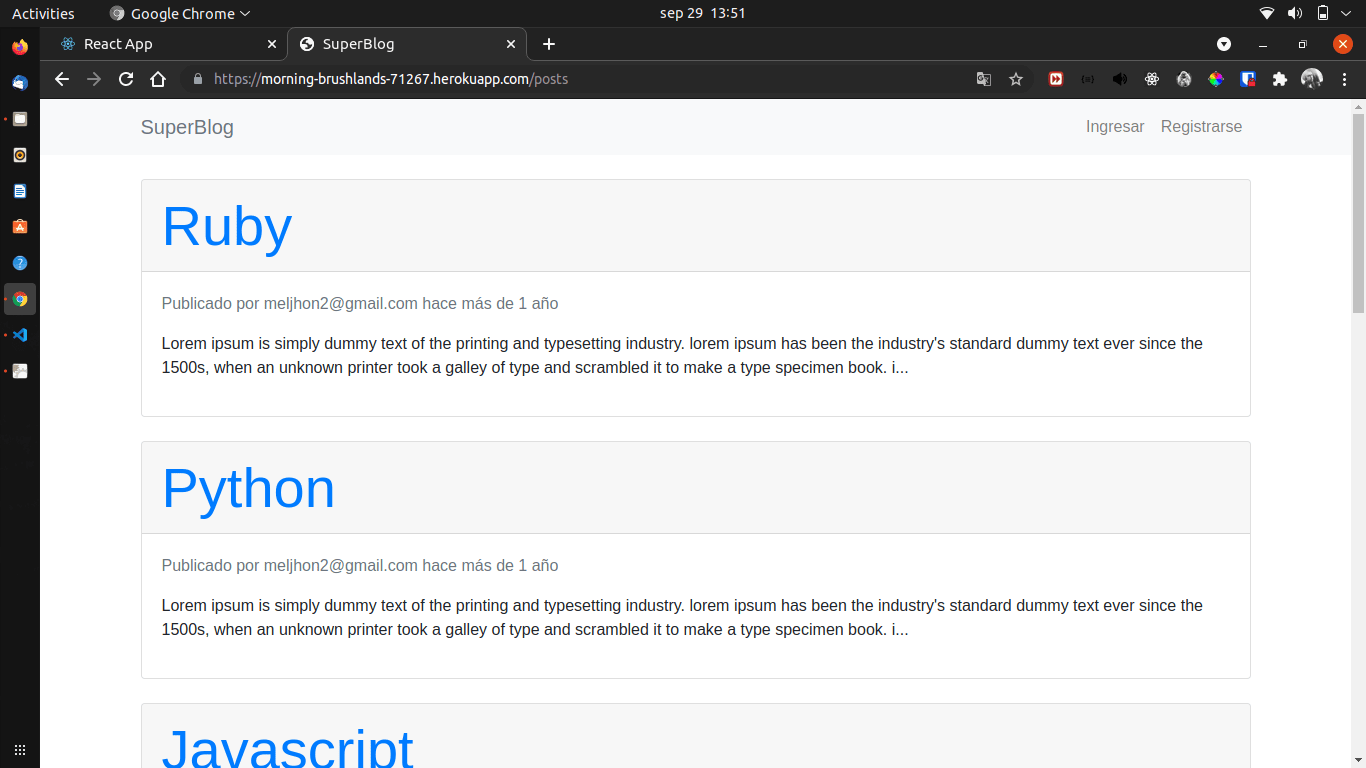 Activities
Google Chrome
sep 29 13:51
React App
SuperBlog
https://morning-brushlands-71267.herokuapp.com/posts
SuperBlog
Ingresar
Registrarse
Ruby
Publicado por meljhon2@gmail.com hace más de 1 año
Lorem ipsum is simply dummy text of the printing and typesetting industry. lorem ipsum has been the industry's standard dummy text ever since the
1500s, when an unknown printer took a galley of type and scrambled it to make a type specimen book. i...
Python
Publicado por meljhon2@gmail.com hace más de 1 año
Lorem ipsum is simply dummy text of the printing and typesetting industry. lorem ipsum has been the industry's standard dummy text ever since the
1500s, when an unknown printer took a galley of type and scrambled it to make a type specimen book. i...
Javascript